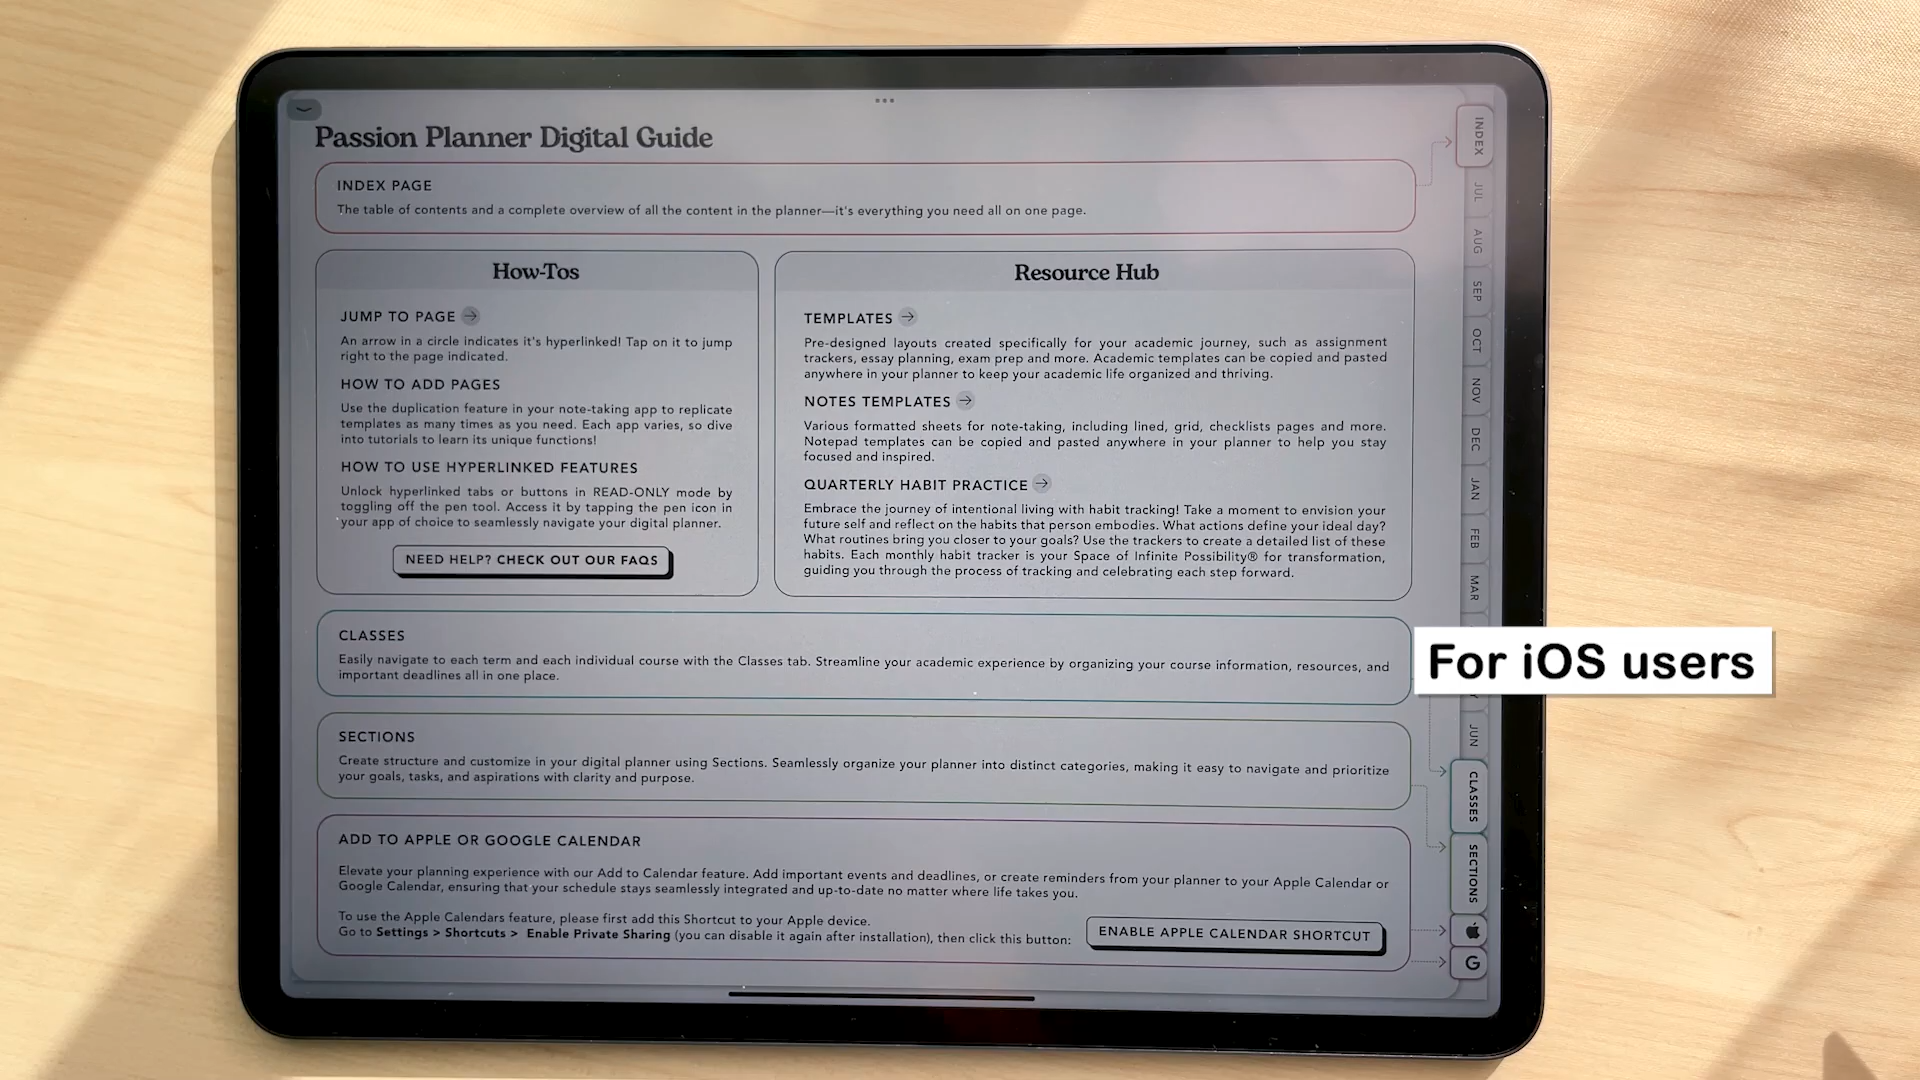 Passion Planner Digital Guide
INDEX PAGE
The table of contents and a complete overview of all the content in the planner—it's everything you need all on one page.
How-Tos
JUMP TO PAGE →
An arrow in a circle indicates it's hyperlinked! Tap on it to jump
right to the page indicated.
HOW TO ADD PAGES
Use the duplication feature in your note-taking app to replicate
templates as many times as you need. Each app varies, so dive
into tutorials to learn its unique functions!
HOW TO USE HYPERLINKED FEATURES
Unlock hyperlinked tabs or buttons in READ-ONLY mode by
toggling off the pen tool. Access it by tapping the pen icon in
your app of choice to seamlessly navigate your digital planner.
NEED HELP? CHECK OUT OUR FAQS
Resource Hub
TEMPLATES →
Pre-designed layouts created specifically for your academic journey, such as assignment
trackers, essay planning, exam prep and more. Academic templates can be copied and pasted
anywhere in your planner to keep your academic life organized and thriving.
NOTES TEMPLATES →
Various formatted sheets for note-taking, including lined, grid, checklists pages and more.
Notepad templates can be copied and pasted anywhere in your planner to help you stay
focused and inspired.
QUARTERLY HABIT PRACTICE →
Embrace the journey of intentional living with habit tracking! Take a moment to envision your
future self and reflect on the habits that person embodies. What actions define your ideal day?
What routines bring you closer to your goals? Use the trackers to create a detailed list of these
habits. Each monthly habit tracker is your Space of Infinite Possibility® for transformation,
guiding you through the process of tracking and celebrating each step forward.
CLASSES
Easily navigate to each term and each individual course with the Classes tab. Streamline your academic experience by organizing your course information, resources, and
important deadlines all in one place.
SECTIONS
Create structure and customize in your digital planner using Sections. Seamlessly organize your planner into distinct categories, making it easy to navigate and prioritize
your goals, tasks, and aspirations with clarity and purpose.
ADD TO APPLE OR GOOGLE CALENDAR
Elevate your planning experience with our Add to Calendar feature. Add important events and deadlines, or create reminders from your planner to your Apple Calendar or
Google Calendar, ensuring that your schedule stays seamlessly integrated and up-to-date no matter where life takes you.
To use the Apple Calendars feature, please first add this Shortcut to your Apple device.
Go to Settings > Shortcuts > Enable Private Sharing (you can disable it again after installation), then click this button:
ENABLE APPLE CALENDAR SHORTCUT
INDEX
JUL
AUG
SEP
OCT
NOV
DEC
JAN
FEB
MAR
For iOS users
JUN
CLASSES
SECTIONS
G